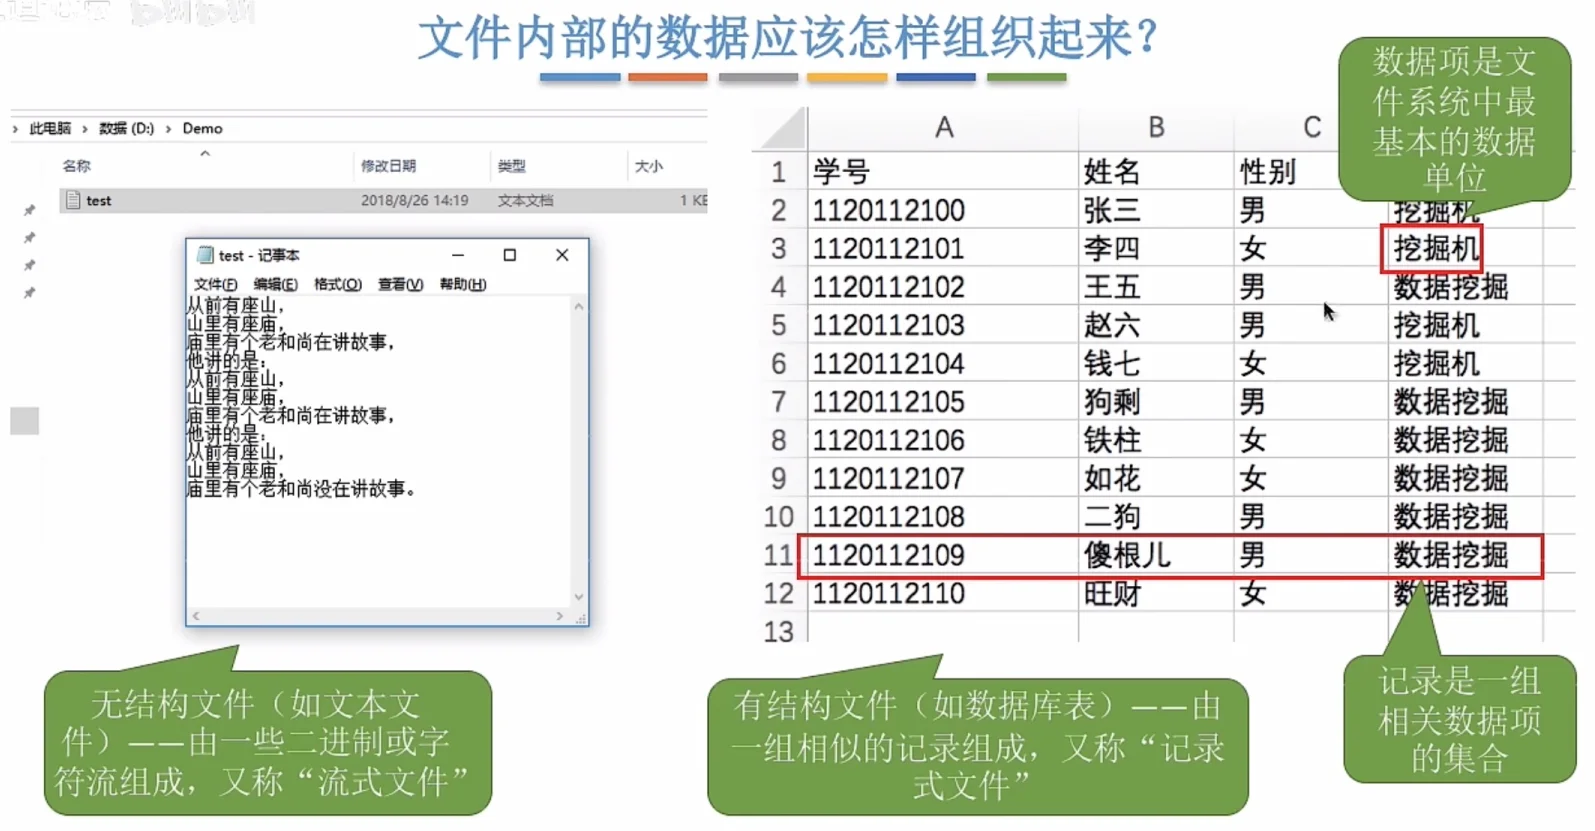 文件内部的数据应该怎样组织起来?
此电脑 › 数据 (D:) › Demo
名称 修改日期 类型 大小
test 2018/8/26 14:19 文本文档 1 KB
test - 记事本
文件(F) 编辑(E) 格式(O) 查看(V) 帮助(H)
从前有座山，
山里有座庙，
庙里有个老和尚在讲故事，
他讲的是：
从前有座山，
山里有座庙，
庙里有个老和尚在讲故事，
他讲的是：
从前有座山，
山里有座庙，
庙里有个老和尚没在讲故事。
无结构文件（如文本文
件）——由一些二进制或字
符流组成，又称“流式文件”
A B C
1 学号 姓名 性别
2 1120112100 张三 男 挖掘机
3 1120112101 李四 女 挖掘机
4 1120112102 王五 男 数据挖掘
5 1120112103 赵六 男 挖掘机
6 1120112104 钱七 女 挖掘机
7 1120112105 狗剩 男 数据挖掘
8 1120112106 铁柱 女 数据挖掘
9 1120112107 如花 女 数据挖掘
10 1120112108 二狗 男 数据挖掘
11 1120112109 傻根儿 男 数据挖掘
12 1120112110 旺财 女 数据挖掘
13
数据项是文
件系统中最
基本的数据
单位
有结构文件（如数据库表）——由
一组相似的记录组成，又称“记录
式文件”
记录是一组
相关数据项
的集合